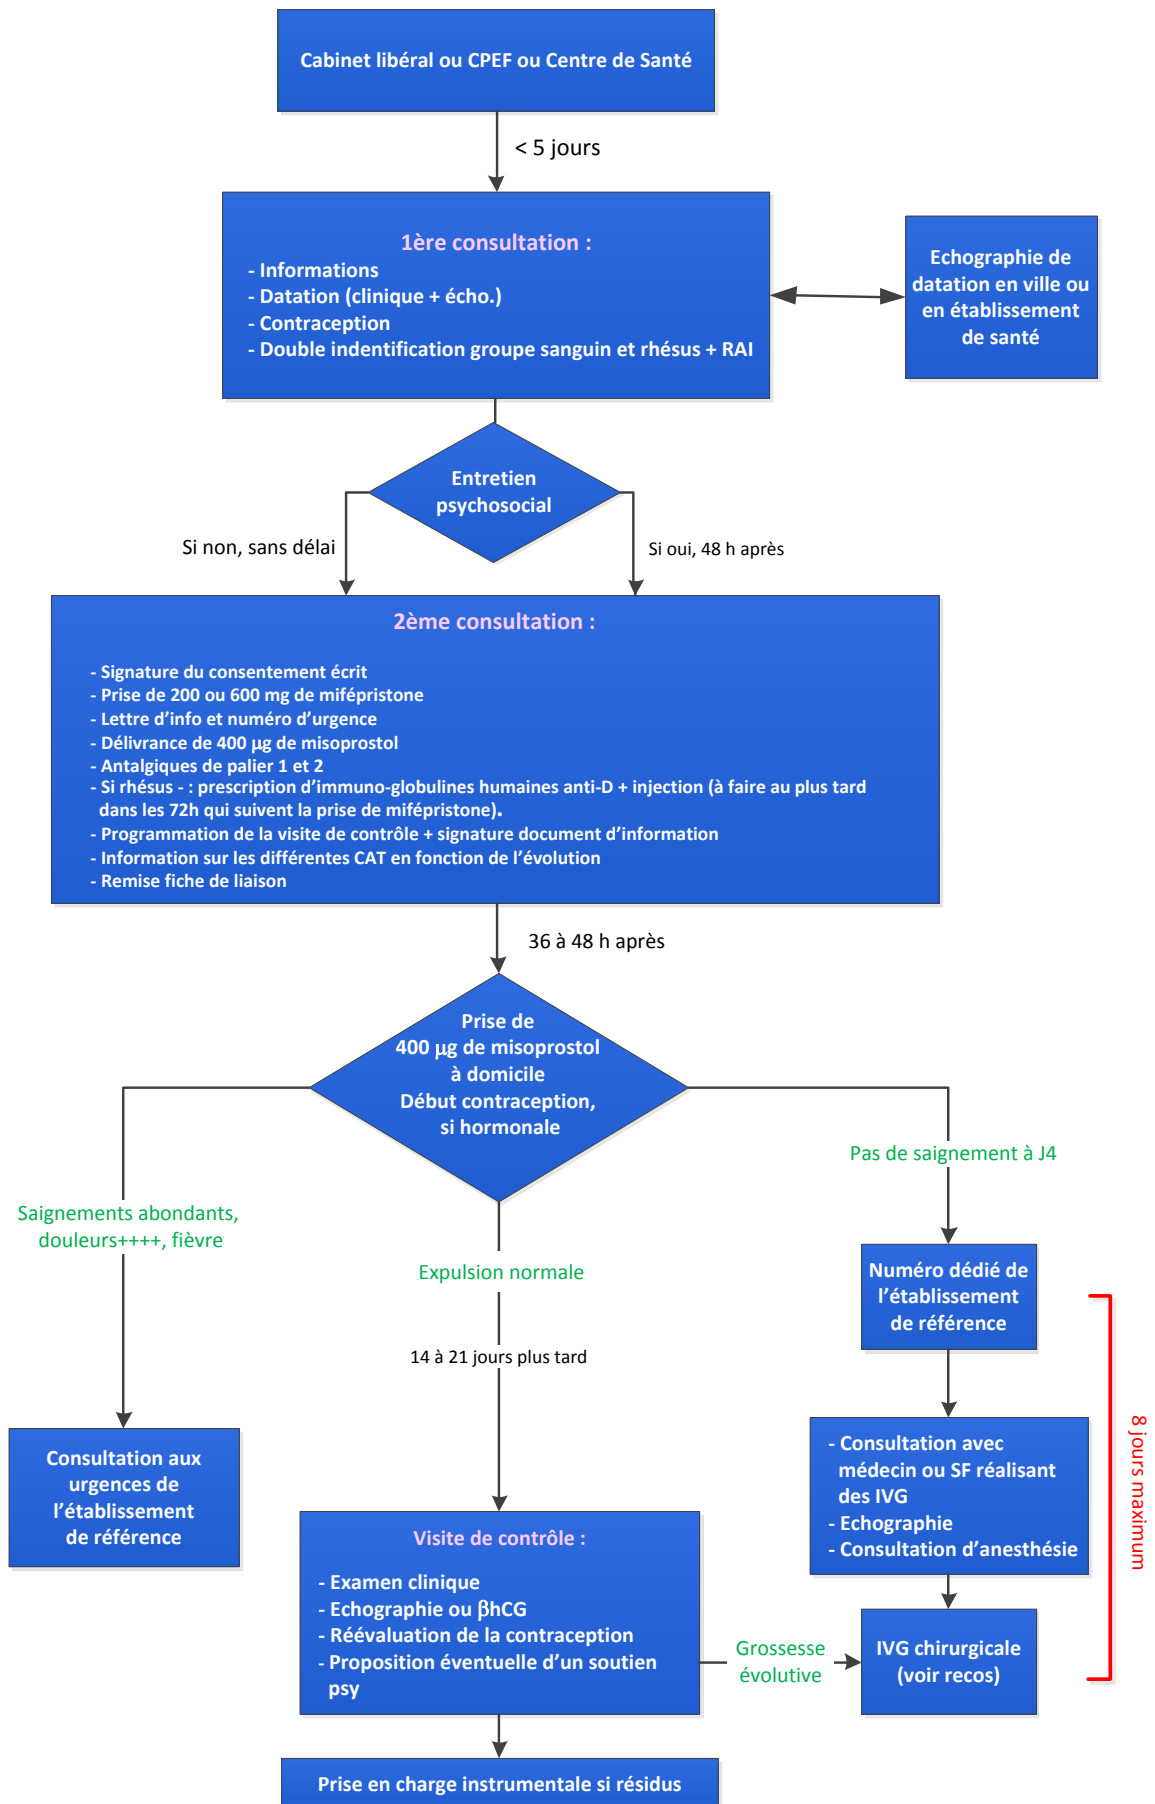 Cabinet libéral ou CPEF ou Centre de Santé
< 5 jours
1ère consultation :
- Informations
- Datation (clinique + écho.)
- Contraception
- Double indentification groupe sanguin et rhésus + RAI
Echographie de
datation en ville ou
en établissement
de santé
Entretien
psychosocial
Si non, sans délai
Si oui, 48 h après
2ème consultation :
- Signature du consentement écrit
- Prise de 200 ou 600 mg de mifépristone
- Lettre d’info et numéro d’urgence
- Délivrance de 400 μg de misoprostol
- Antalgiques de palier 1 et 2
- Si rhésus - : prescription d’immuno-globulines humaines anti-D + injection (à faire au plus tard
dans les 72h qui suivent la prise de mifépristone).
- Programmation de la visite de contrôle + signature document d’information
- Information sur les différentes CAT en fonction de l’évolution
- Remise fiche de liaison
36 à 48 h après
Prise de
400 μg de misoprostol
à domicile
Début contraception,
si hormonale
Saignements abondants,
douleurs++++, fièvre
Expulsion normale
Pas de saignement à J4
14 à 21 jours plus tard
Numéro dédié de
l’établissement
de référence
Consultation aux
urgences de
l’établissement
de référence
- Consultation avec
médecin ou SF réalisant
des IVG
- Echographie
- Consultation d’anesthésie
8 jours maximum
Visite de contrôle :
- Examen clinique
- Echographie ou βhCG
- Réévaluation de la contraception
- Proposition éventuelle d’un soutien
psy
Grossesse
évolutive
IVG chirurgicale
(voir recos)
Prise en charge instrumentale si résidus